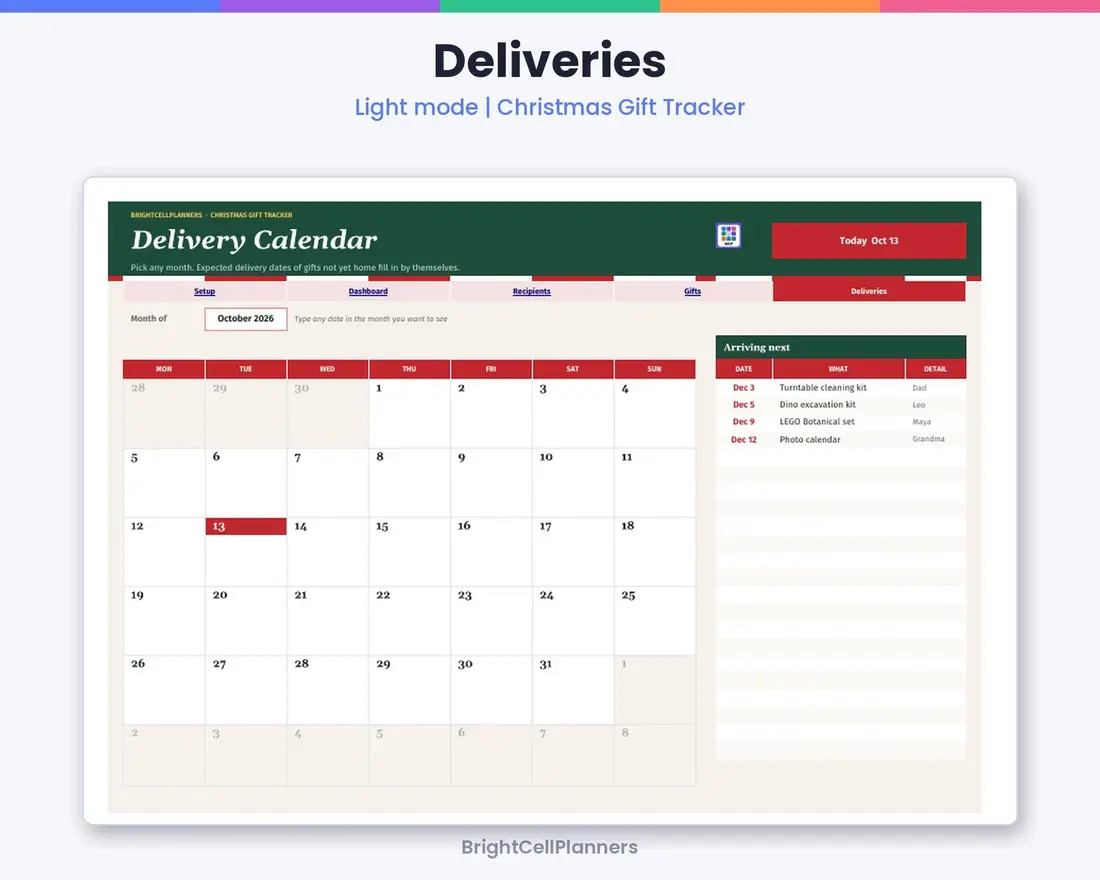 Deliveries
Light mode | Christmas Gift Tracker
BRIGHTCELLPLANNERS · CHRISTMAS GIFT TRACKER
Delivery Calendar
Pick any month. Expected delivery dates of gifts not yet home fill in by themselves.
Today Oct 13
Setup Dashboard Recipients Gifts Deliveries
Month of October 2026 Type any date in the month you want to see
MON TUE WED THU FRI SAT SUN
28 29 30 1 2 3 4
5 6 7 8 9 10 11
12 13 14 15 16 17 18
19 20 21 22 23 24 25
26 27 28 29 30 31 1
2 3 4 5 6 7 8
Arriving next
DATE WHAT DETAIL
Dec 3 Turntable cleaning kit Dad
Dec 5 Dino excavation kit Leo
Dec 9 LEGO Botanical set Maya
Dec 12 Photo calendar Grandma
BrightCellPlanners